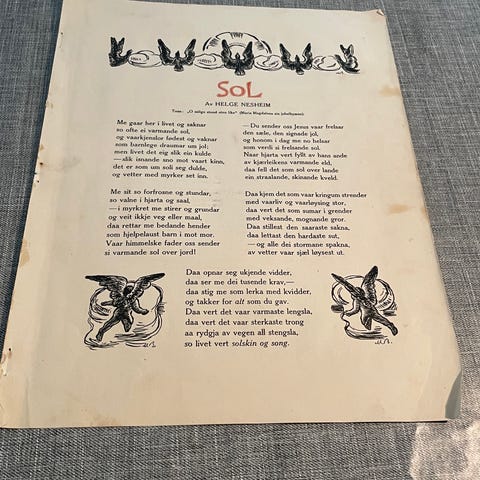 SOL
Av HELGE NESHEIM
Tone: „O salige stund uten like" (Maria Magdalena sin jubelhymne).
Me gaar her i livet og saknar
so ofte ei varmande sol,
og vaarkjenslor fødest og vaknar
som barnlege draumar um jol;
men livet det eig slik ein kulde
—slik isnande sno mot vaart kinn,
det er som um soli seg dulde,
og vetter med myrker set inn.
Me sit so forfrosne og stundar,
so valne i hjarta og saal,
—i myrkret me stirer og grundar
og veit ikkje veg eller maal,
daa rettar me bedande hender
som hjelpelaust barn i mot mor.
Vaar himmelske fader oss sender
si varmande sol over jord!
—Du sender oss Jesus vaar frelsar
den sæle, den signade jol,
og honom i dag me no helsar
som verdi si frelsande sol.
Naar hjarta vert fyllt av hans ande
av kjærleikens varmande eld,
daa fell det som sol over lande
ein straalande, skinande kveld.
Daa kjem det som vaar kringum strender
med vaarliv og vaarløysing stor,
daa vert det som sumar i grender
med veksande, mognande gror.
Daa stillest den saaraste sakna,
daa lettast den hardaste sut,
—og alle dei stormane spakna,
av vetter vaar sjæl løysest ut.
Daa opnar seg ukjende vidder,
daa ser me dei tusende krav,—
daa stig me som lerka med kvidder,
og takker for alt som du gav.
Daa vert det vaar varmaste lengsla,
daa vert det vaar sterkaste trong
aa rydgja av vegen all stengsla,
so livet vert solskin og song.